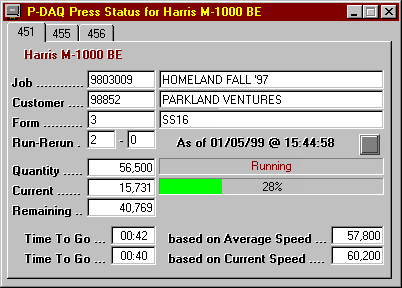 P-DAQ Press Status for Harris M-1000 BE
451 455 456
Harris M-1000 BE
Job ............ 9803009 HOMELAND FALL '97
Customer .... 98852 PARKLAND VENTURES
Form ........... 3 SS16
Run-Rerun . 2 - 0 As of 01/05/99 @ 15:44:58
Quantity ...... 56,500 Running
Current ....... 15,731 28%
Remaining .. 40,769
Time To Go ... 00:42 based on Average Speed .... 57,800
Time To Go ... 00:40 based on Current Speed ..... 60,200